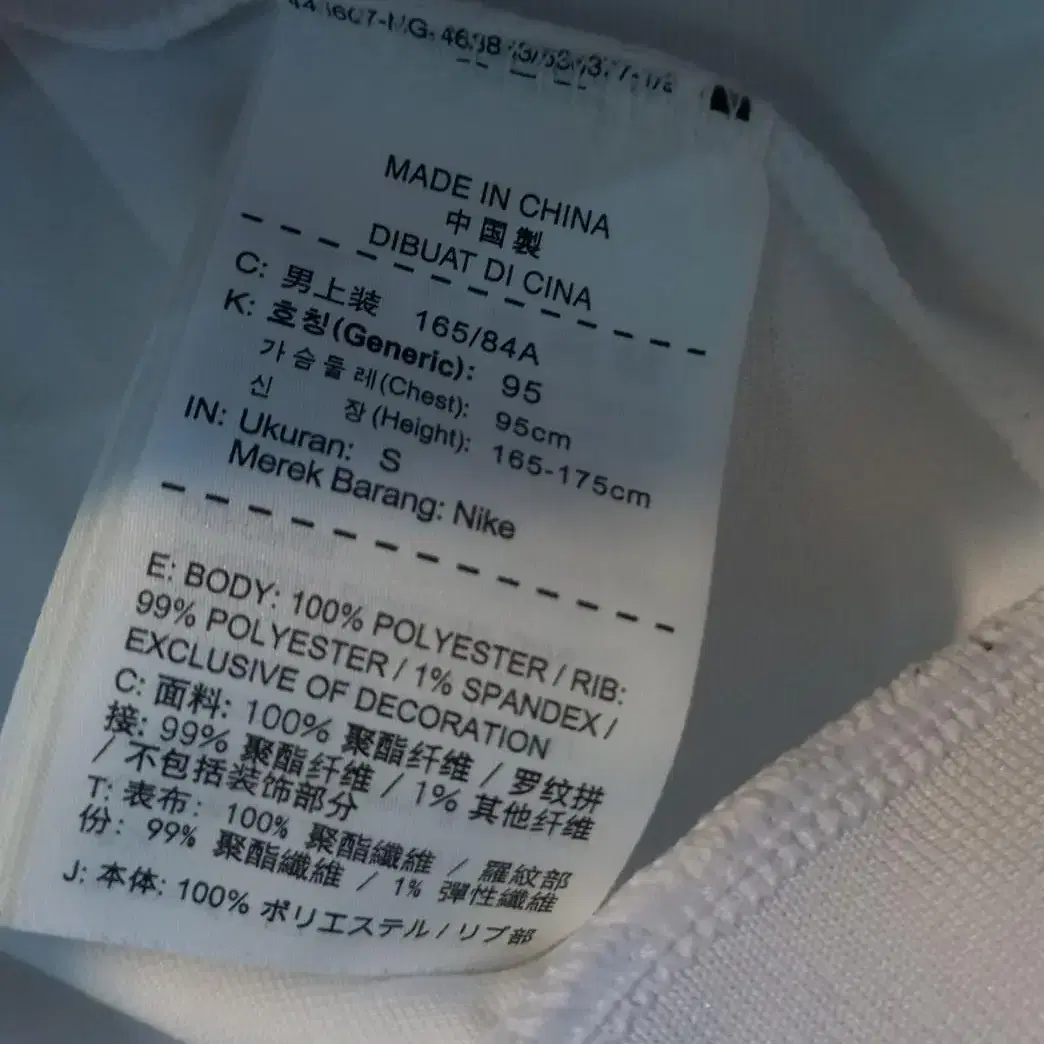 MADE IN CHINA
中国製
DIBUAT DI CINA
C: 男上装 165/84A
K: 호칭(Generic): 95
가슴둘레(Chest): 95cm
신 장(Height): 165-175cm
IN: Ukuran: S
Merek Barang: Nike
E: BODY: 100% POLYESTER / RIB:
99% POLYESTER / 1% SPANDEX /
EXCLUSIVE OF DECORATION
C: 面料: 100% 聚酯纤维 / 罗纹拼
接: 99% 聚酯纤维 / 1% 其他纤维
/ 不包括装饰部分
T: 表布: 100% 聚酯纖維 / 羅紋部
份: 99% 聚酯纖維 / 1% 彈性纖維
J: 本体: 100% ポリエステル / リブ部